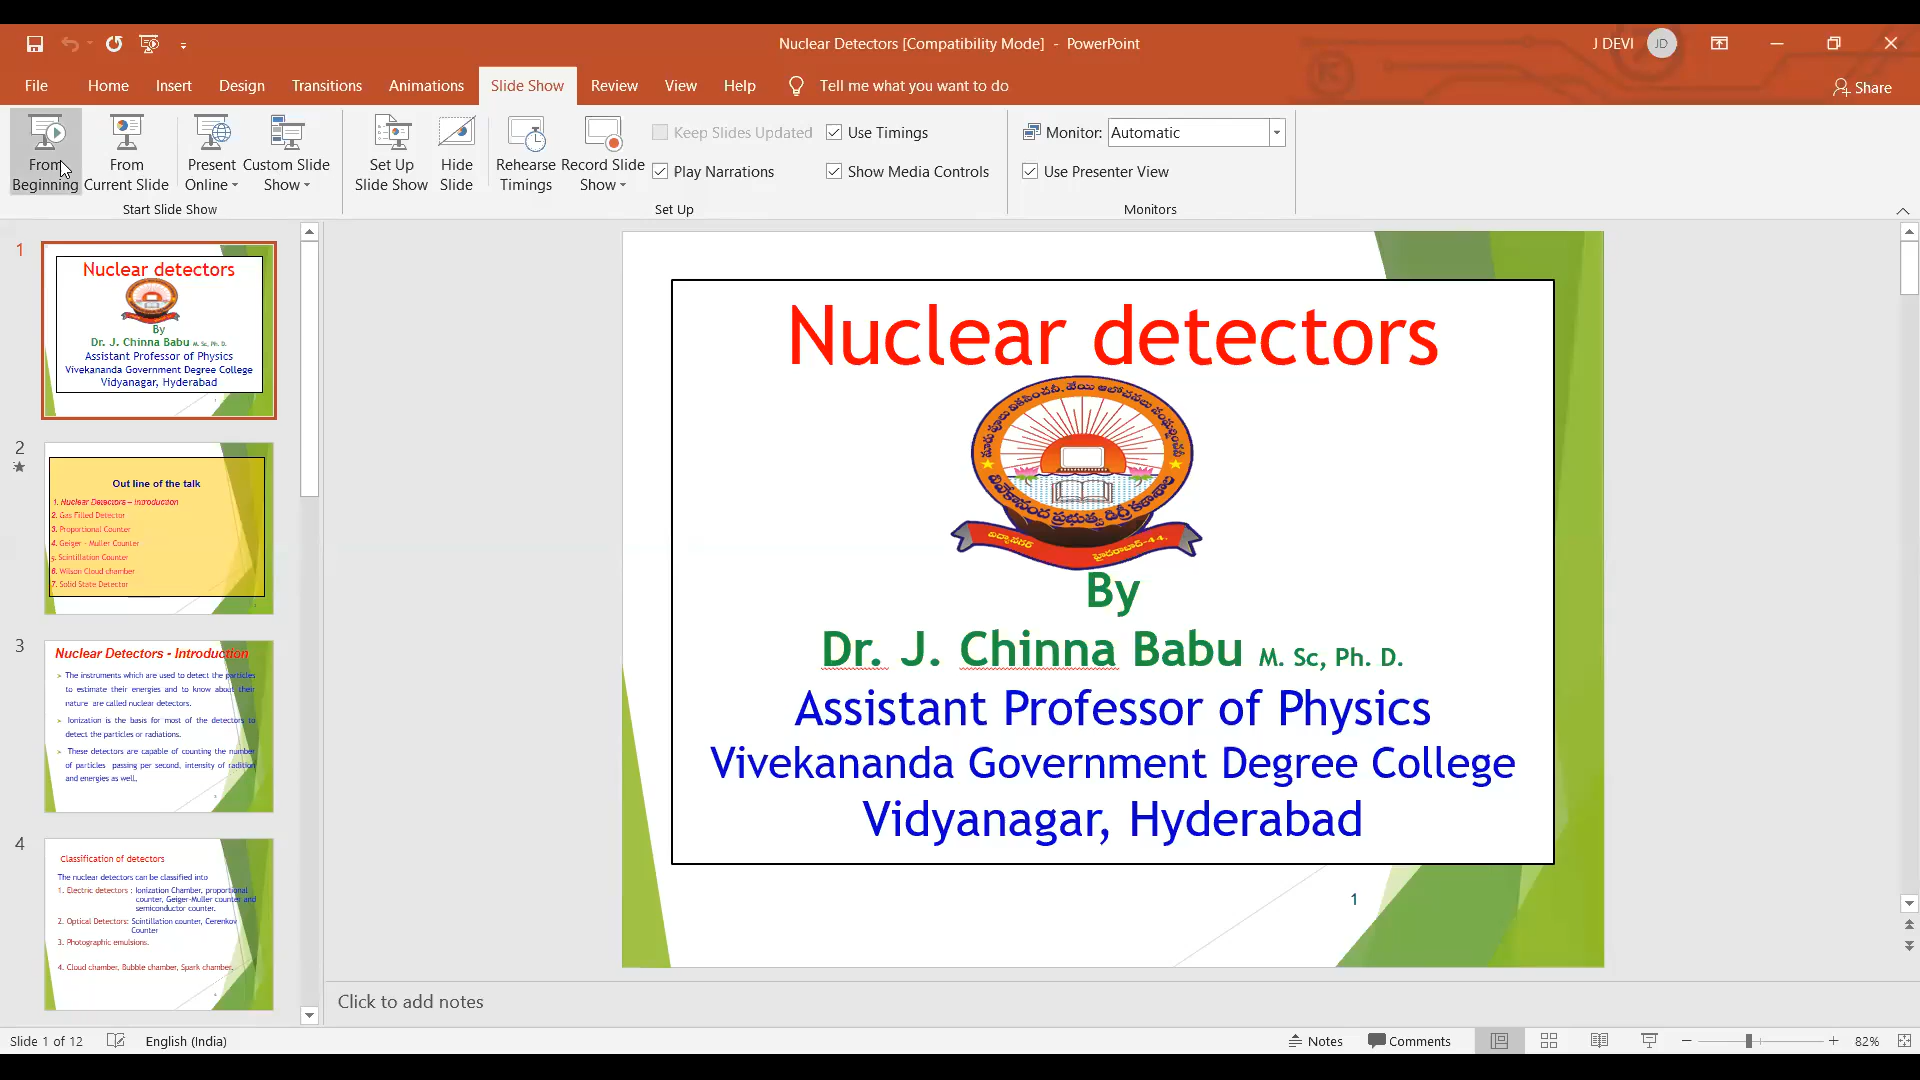 Nuclear Detectors [Compatibility Mode] - PowerPoint
J DEVI
JD
File
Home
Insert
Design
Transitions
Animations
Slide Show
Review
View
Help
Tell me what you want to do
Share
From Beginning
From Current Slide
Present Online
Custom Slide Show
Set Up Slide Show
Hide Slide
Rehearse Timings
Record Slide Show
Keep Slides Updated
Play Narrations
Use Timings
Show Media Controls
Monitor:
Automatic
Use Presenter View
Start Slide Show
Set Up
Monitors
1
Nuclear detectors
By
Dr. J. Chinna Babu M. Sc, Ph. D.
Assistant Professor of Physics
Vivekananda Government Degree College
Vidyanagar, Hyderabad
2
Out line of the talk
1. Nuclear Detectors – Introduction
2. Gas Filled Detector
3. Proportional Counter
4. Geiger – Muller Counter
5. Scintillation Counter
6. Wilson Cloud chamber
7. Solid State Detector
3
Nuclear Detectors - Introduction
The instruments which are used to detect the particles
to estimate their energies and to know about their
nature are called nuclear detectors.
Ionization is the basis for most of the detectors to
detect the particles or radiations.
These detectors are capable of counting the number
of particles passing per second, intensity of radition
and energies as well,
4
Classification of detectors
The nuclear detectors can be classified into
1. Electric detectors : Ionization Chamber, proportional
counter, Geiger-Muller counter and
semiconductor counter.
2. Optical Detectors: Scintillation counter, Cerenkov
Counter
3. Photographic emulsions.
4. Cloud chamber, Bubble chamber, Spark chamber.
Nuclear detectors
వివేకానంద ప్రభుత్వ డిగ్రీ కళాశాల
విద్యానగర్
హైదరాబాద్-44.
By
Dr. J. Chinna Babu M. Sc, Ph. D.
Assistant Professor of Physics
Vivekananda Government Degree College
Vidyanagar, Hyderabad
1
Click to add notes
Slide 1 of 12
English (India)
Notes
Comments
82%